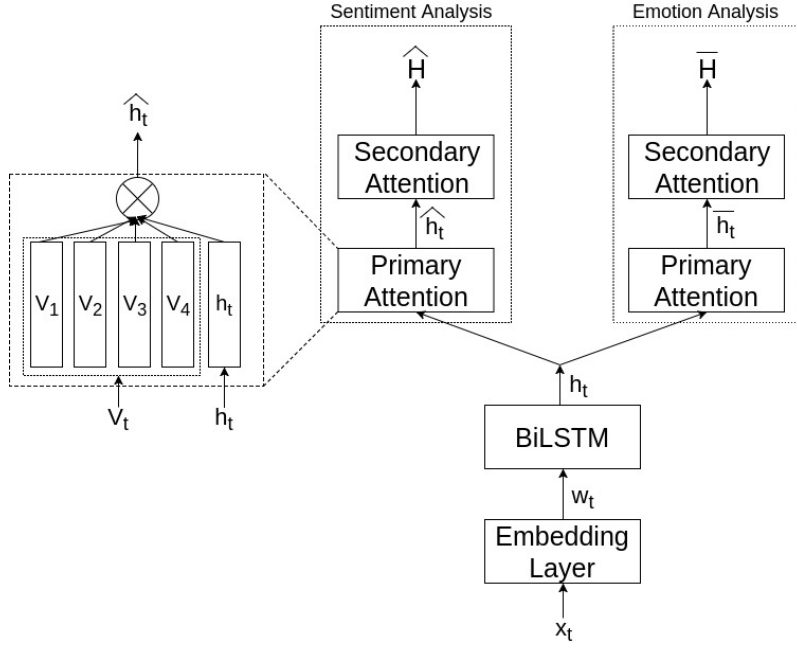 Sentiment Analysis
Emotion Analysis
Ĥ
H̅
Secondary
Attention
Secondary
Attention
ĥₜ
ĥₜ
h̅ₜ
Primary
Attention
Primary
Attention
V₁ V₂ V₃ V₄ hₜ
Vₜ
hₜ
hₜ
BiLSTM
wₜ
Embedding
Layer
xₜ